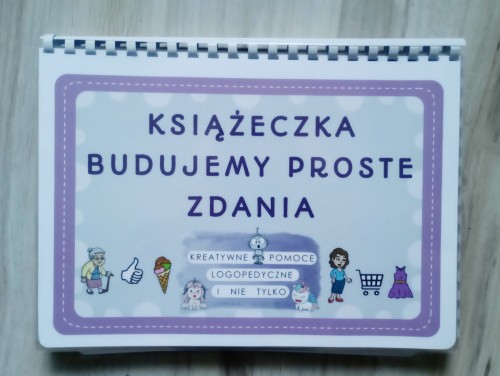 KSIĄŻECZKA
BUDUJEMY PROSTE
ZDANIA
KREATYWNE POMOCE
LOGOPEDYCZNE
I NIE TYLKO